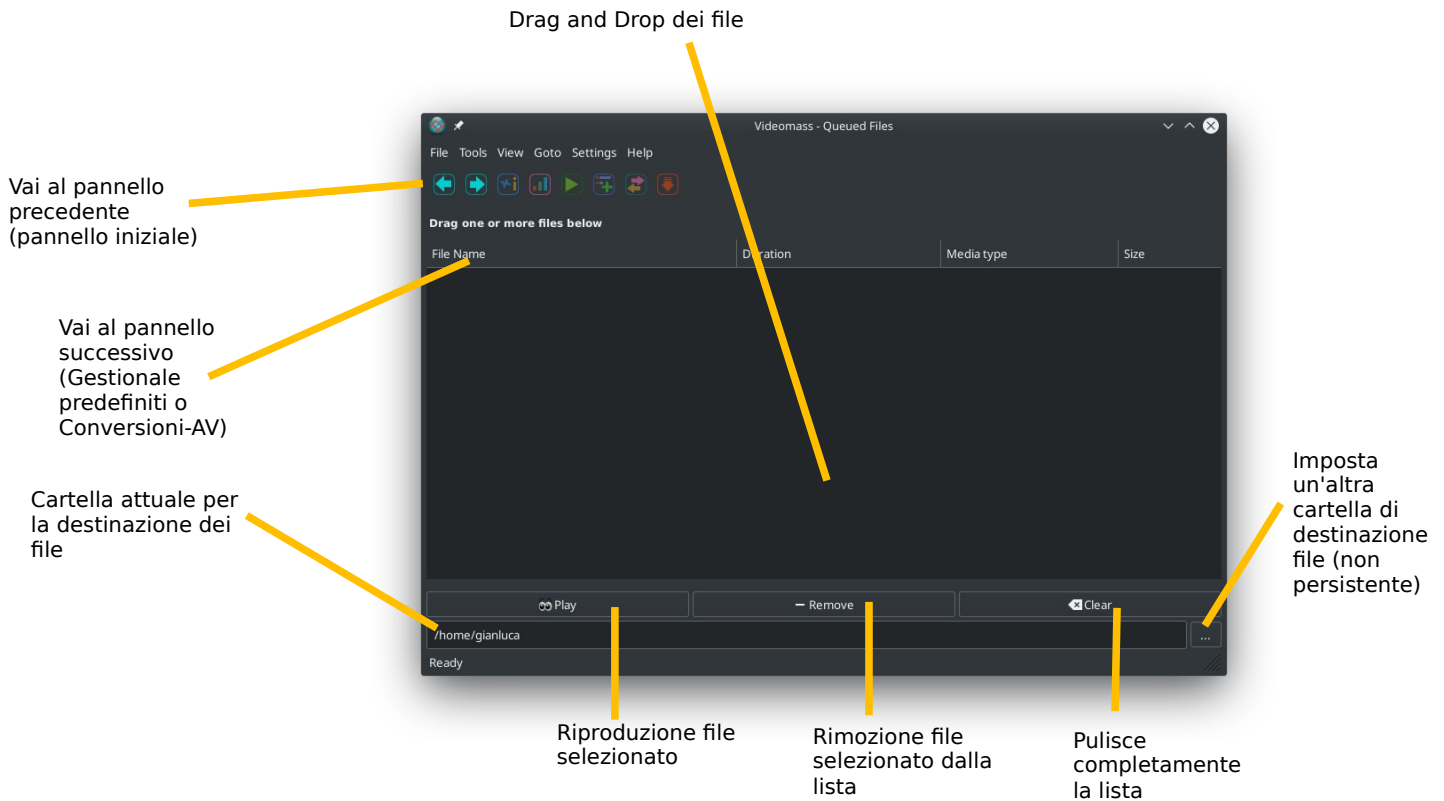 Drag and Drop dei file
Videomass - Queued Files
File Tools View Goto Settings Help
Vai al pannello
precedente
(pannello iniziale)
Drag one or more files below
File Name Duration Media type Size
Vai al pannello
successivo
(Gestionale
predefiniti o
Conversioni-AV)
Cartella attuale per
la destinazione dei
file
Imposta
un'altra
cartella di
destinazione
file (non
persistente)
Play − Remove Clear
/home/gianluca ...
Ready
Riproduzione file
selezionato
Rimozione file
selezionato dalla
lista
Pulisce
completamente
la lista